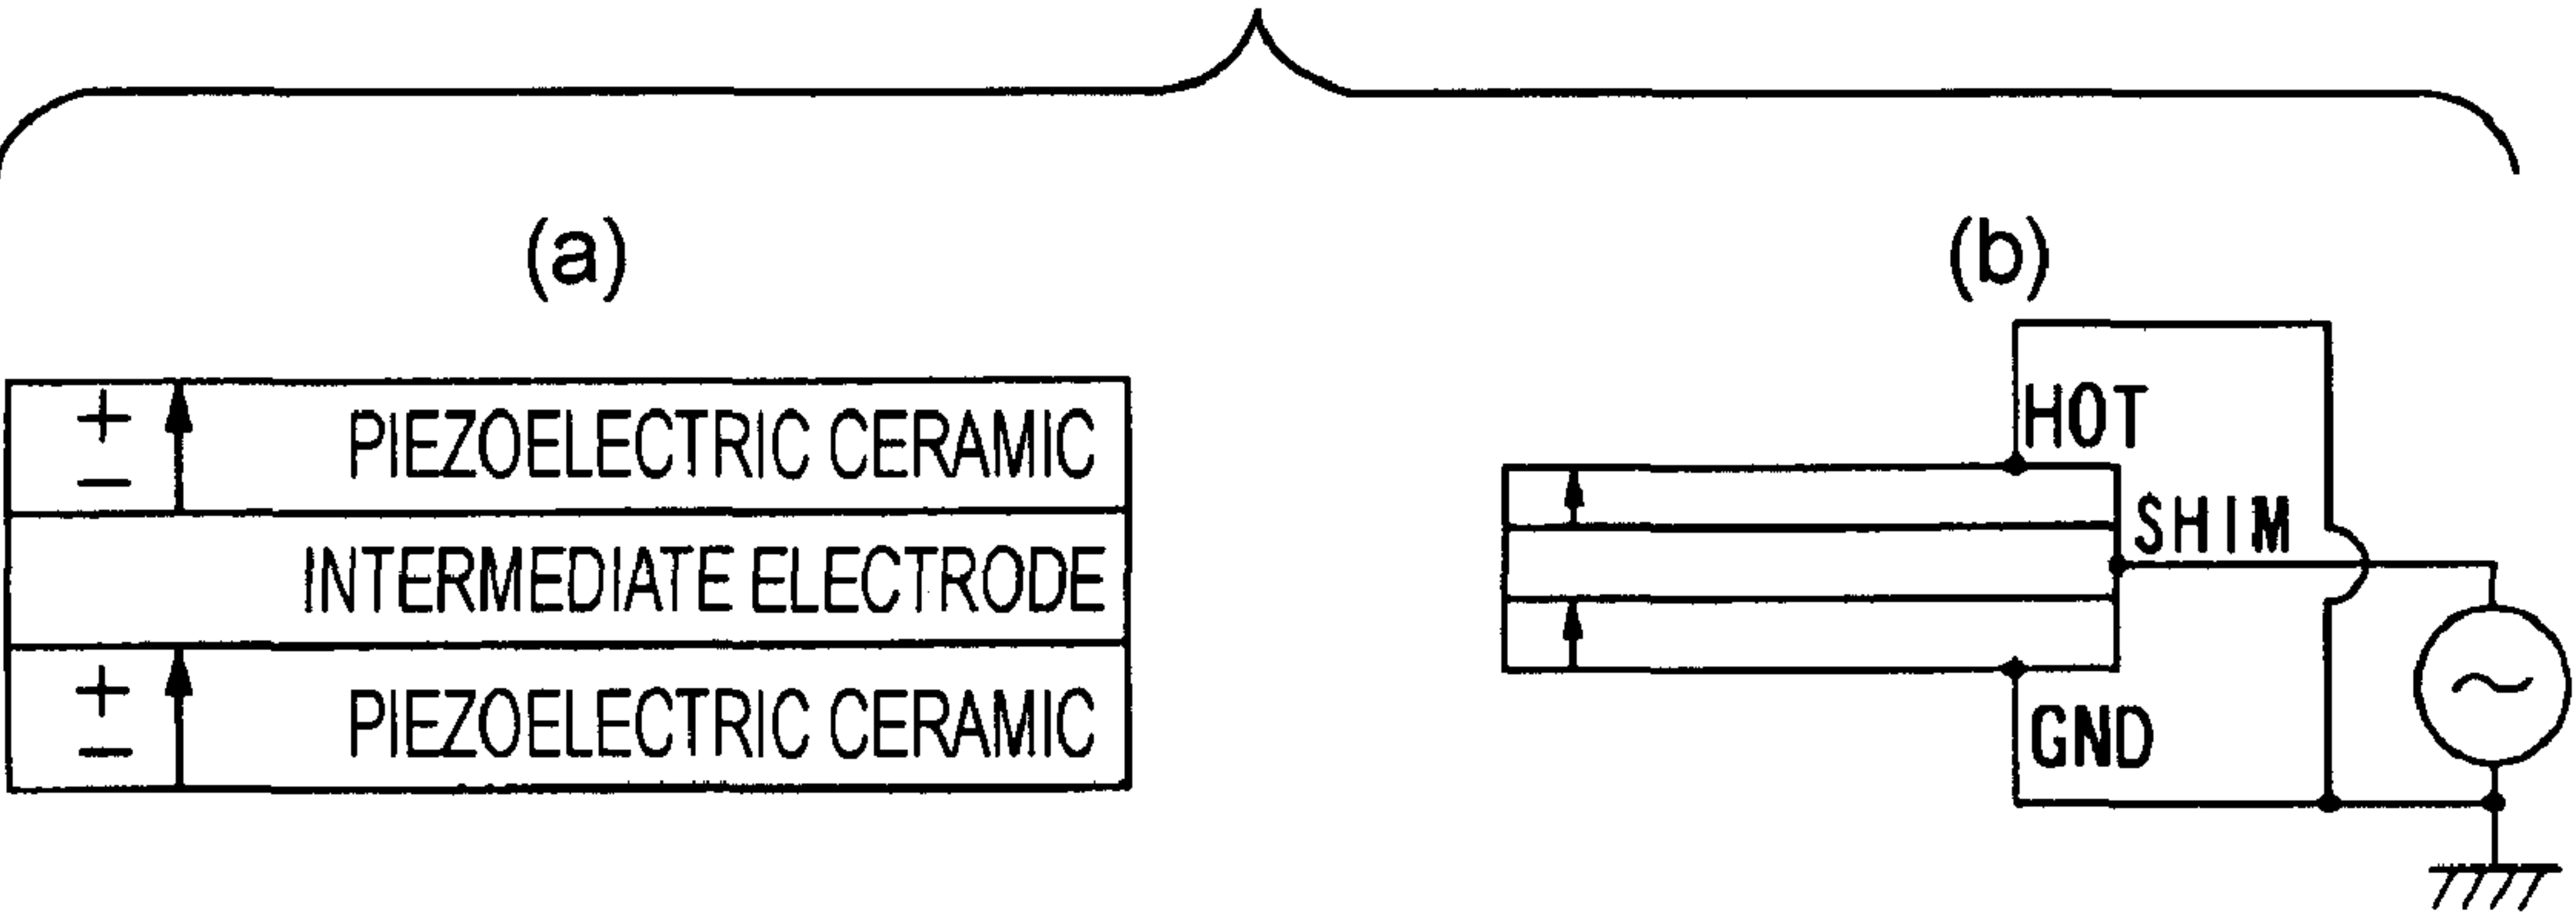 (a)
(b)
+
−
PIEZOELECTRIC CERAMIC
INTERMEDIATE ELECTRODE
+
−
PIEZOELECTRIC CERAMIC
HOT
SHIM
GND